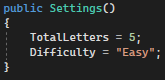 public Settings()
{
TotalLetters = 5;
Difficulty = "Easy";
}